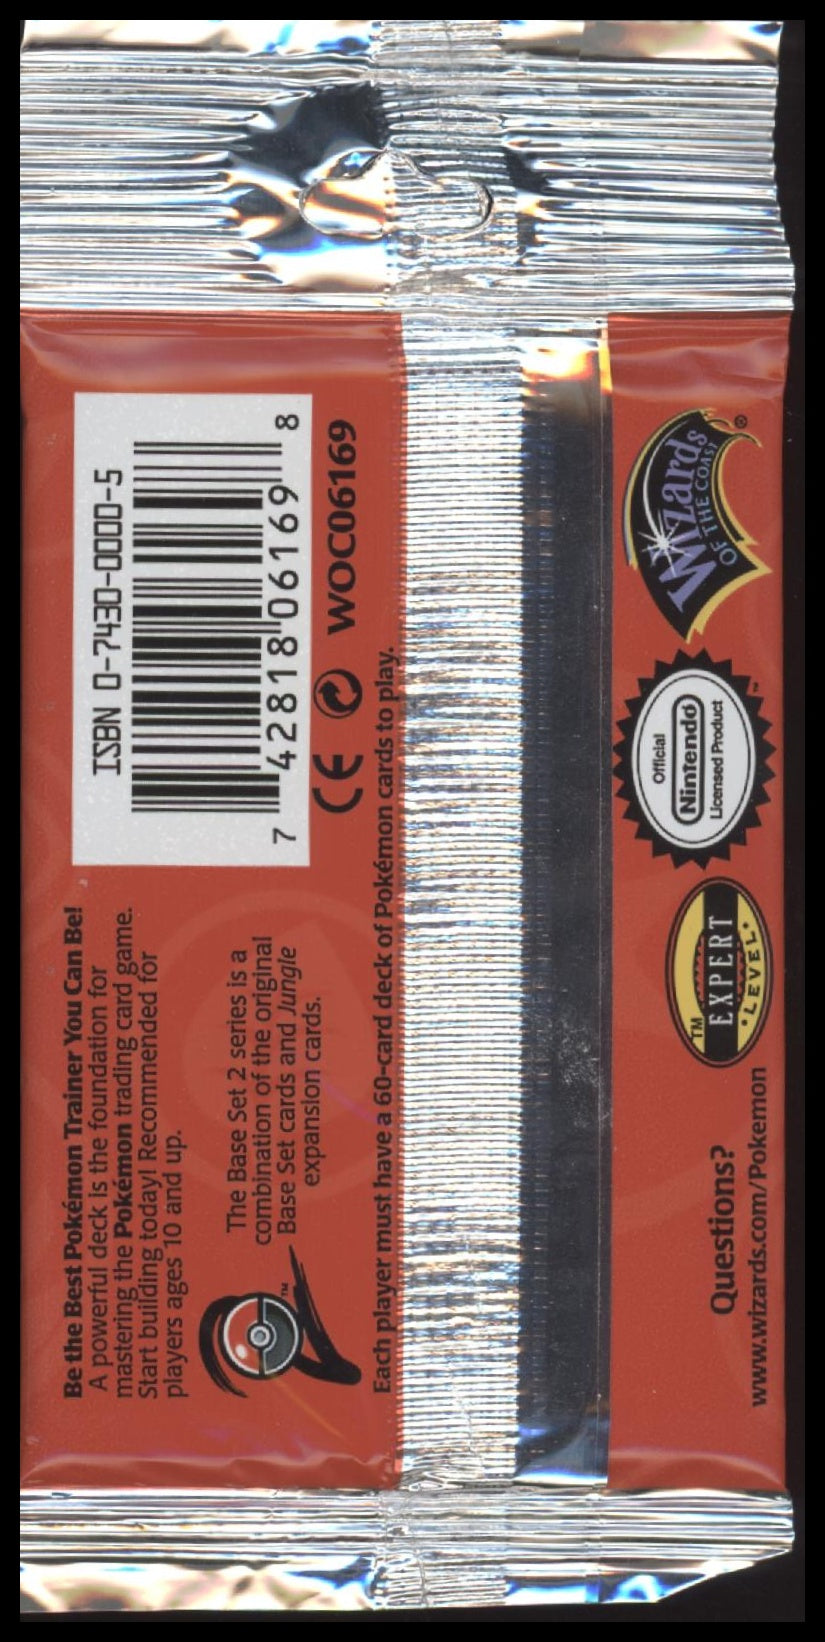 Be the Best Pokémon Trainer You Can Be!
A powerful deck is the foundation for
mastering the Pokémon trading card game.
Start building today! Recommended for
players ages 10 and up.
The Base Set 2 series is a
combination of the original
Base Set cards and Jungle
expansion cards.
Each player must have a 60-card deck of Pokémon cards to play.
ISBN 0-7430-0000-5
7 42818 06169 8
CE WOC06169
Wizards
OF THE COAST
®
Official
Nintendo
Licensed Product
TM
TM
EXPERT
LEVEL
TM
Questions?
www.wizards.com/Pokemon